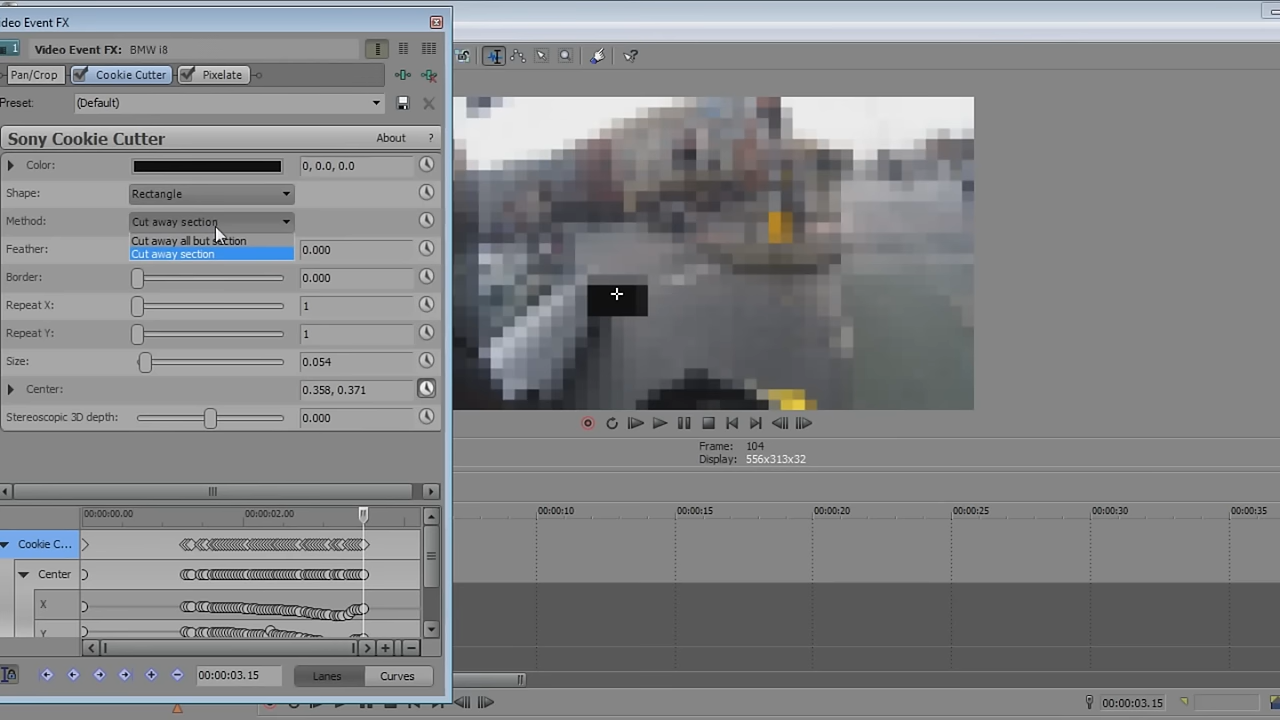 ideo Event FX
1 Video Event FX: BMW i8
Pan/Crop Cookie Cutter Pixelate
Preset: (Default)
Sony Cookie Cutter About ?
Color: 0, 0.0, 0.0
Shape: Rectangle
Method: Cut away section
Cut away all but section
Cut away section
Feather: 0.000
Border: 0.000
Repeat X: 1
Repeat Y: 1
Size: 0.054
Center: 0.358, 0.371
Stereoscopic 3D depth: 0.000
Frame: 104
Display: 556x313x32
00:00:00.00 00:00:02.00
00:00:10 00:00:15 00:00:20 00:00:25 00:00:30 00:00:35
Cookie C...
Center
X
Y
00:00:03.15 Lanes Curves
00:00:03.15